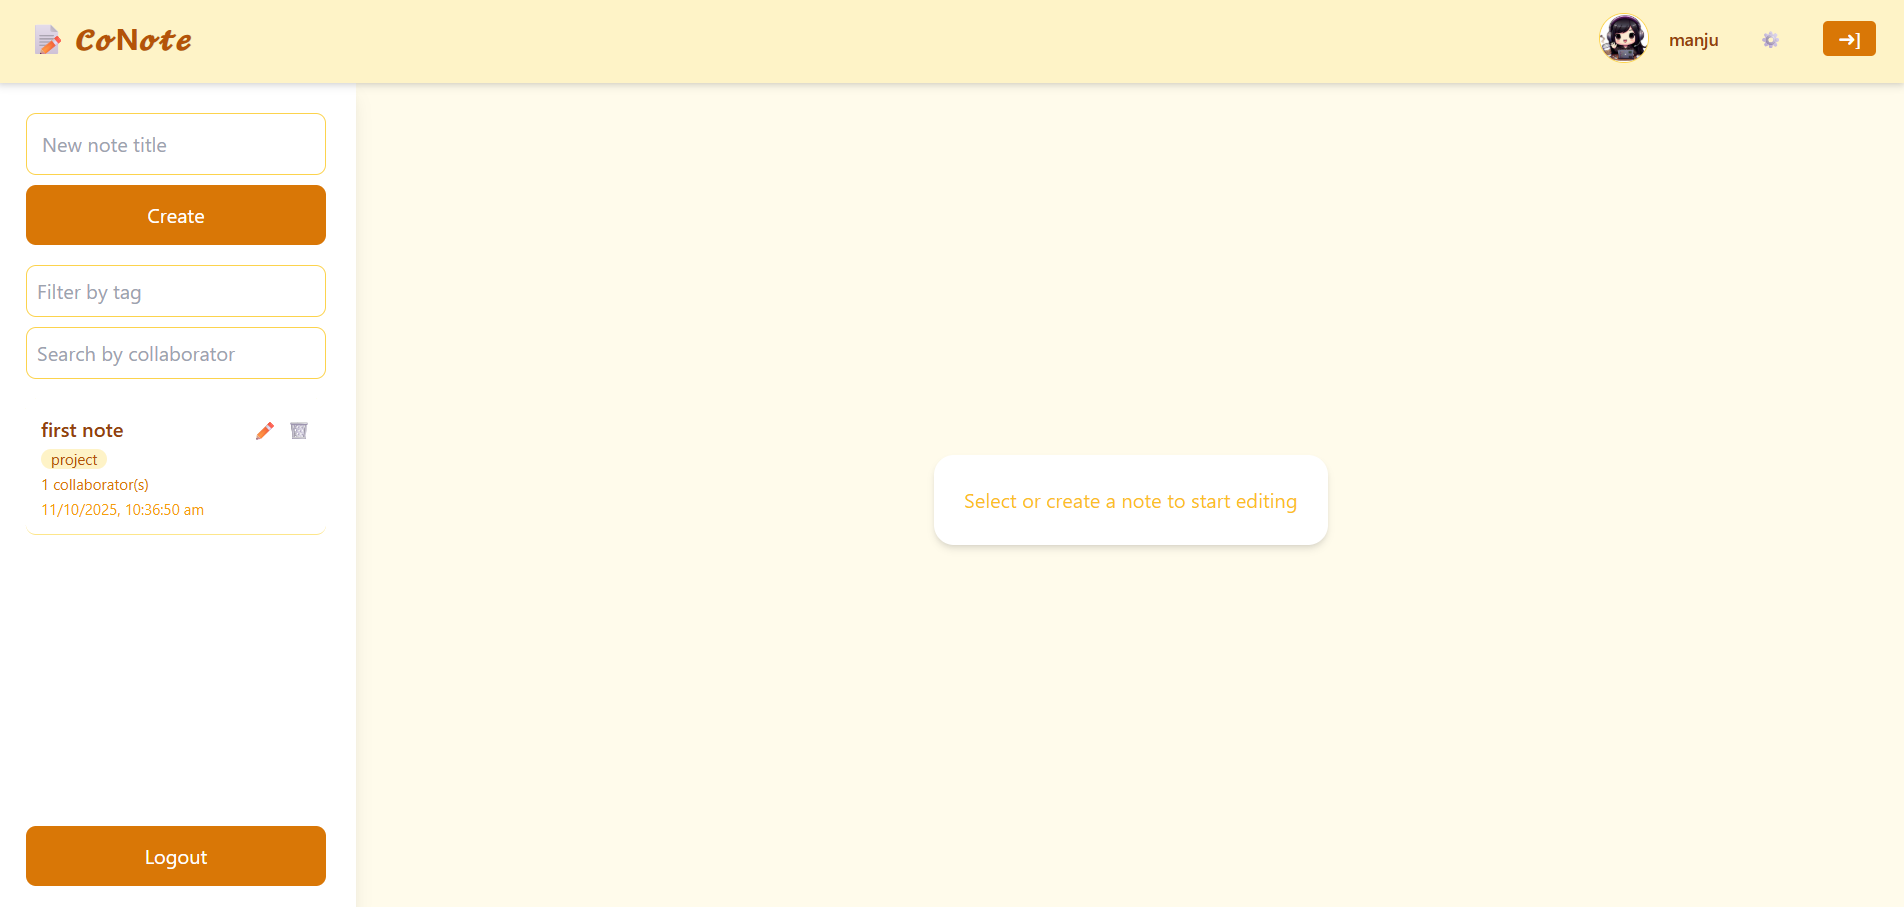 CoNote
manju
New note title
Create
Filter by tag
Search by collaborator
first note
project
1 collaborator(s)
11/10/2025, 10:36:50 am
Select or create a note to start editing
Logout